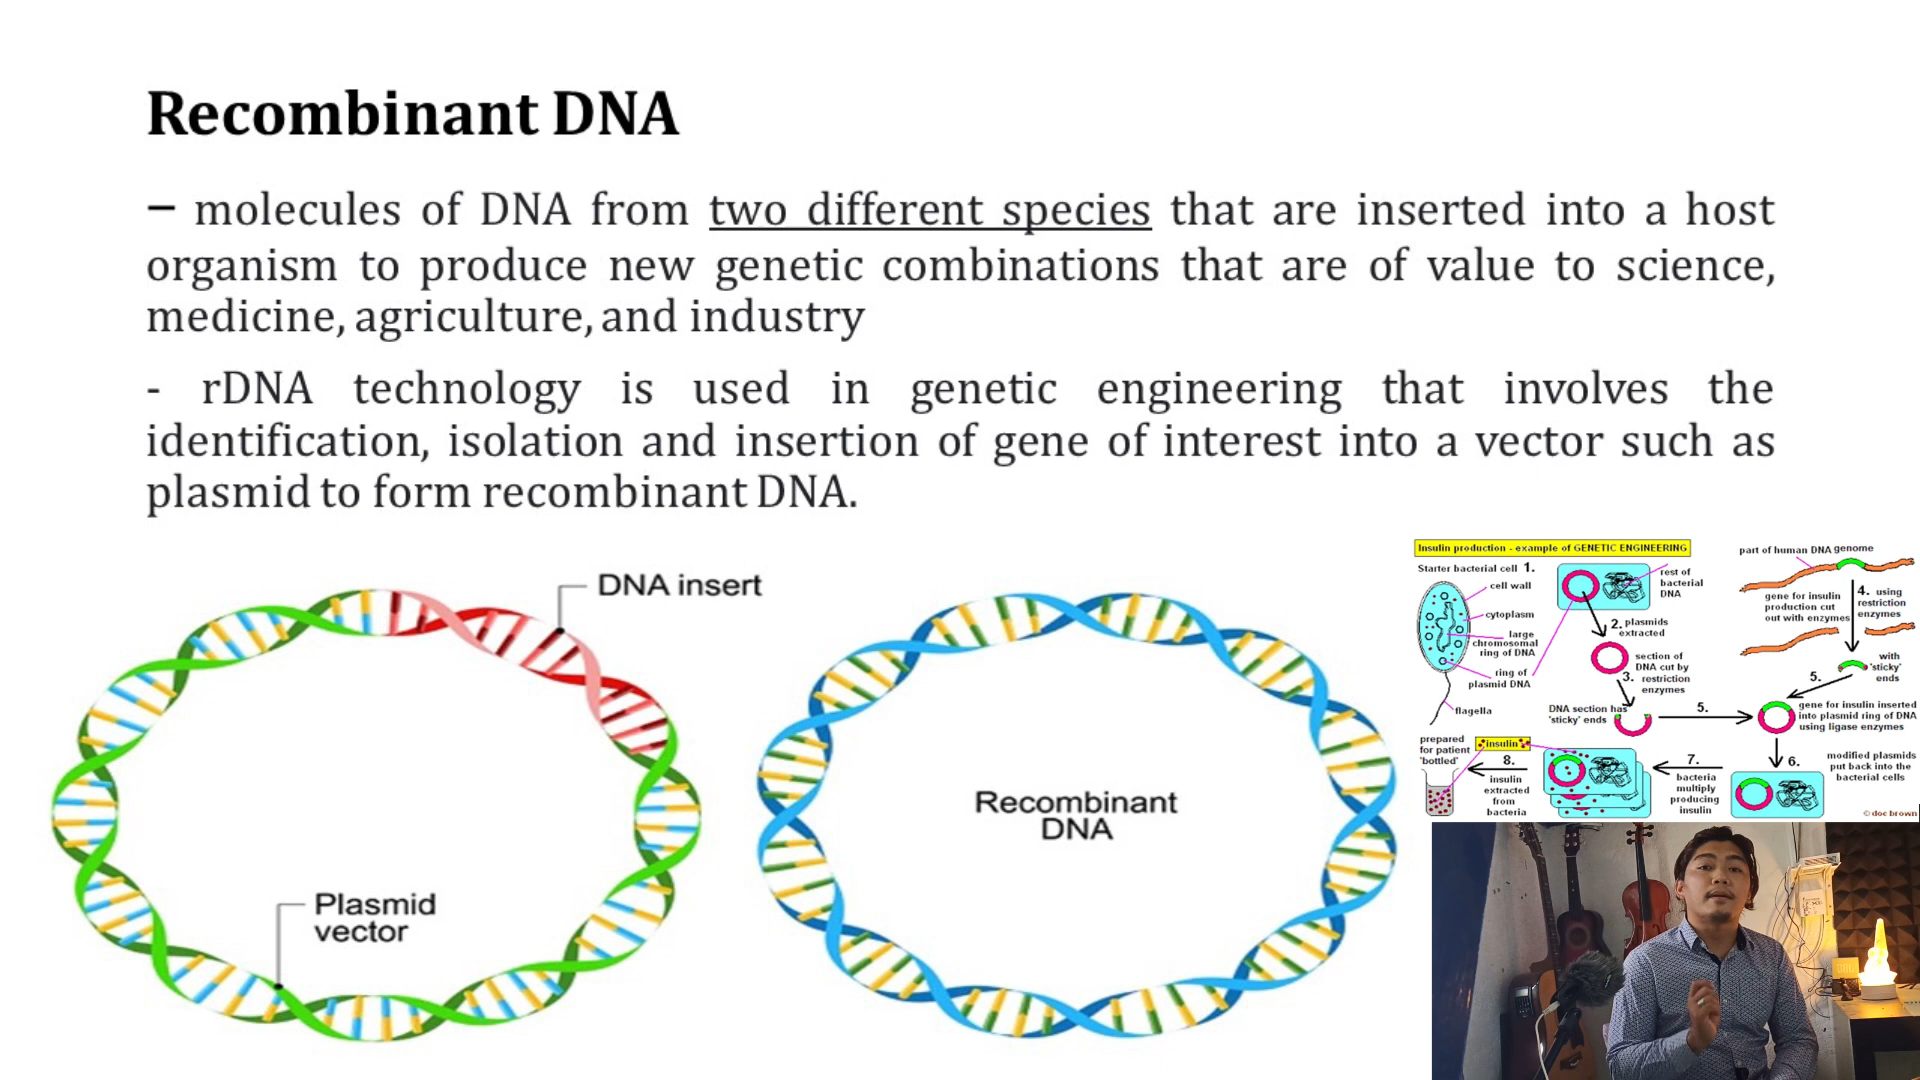 Recombinant DNA
– molecules of DNA from two different species that are inserted into a host
organism to produce new genetic combinations that are of value to science,
medicine, agriculture, and industry
- rDNA technology is used in genetic engineering that involves the
identification, isolation and insertion of gene of interest into a vector such as
plasmid to form recombinant DNA.
DNA insert
Plasmid
vector
Recombinant
DNA
Insulin production - example of GENETIC ENGINEERING
Starter bacterial cell 1.
cell wall
cytoplasm
large
chromosomal
ring of DNA
ring of
plasmid DNA
flagella
rest of
bacterial
DNA
2. plasmids
extracted
section of
DNA cut by
3. restriction
enzymes
DNA section has
'sticky' ends
part of human DNA genome
gene for insulin
production cut
out with enzymes
4. using
restriction
enzymes
with
'sticky'
ends
5.
5.
gene for insulin inserted
into plasmid ring of DNA
using ligase enzymes
6.
modified plasmids
put back into the
bacterial cells
7.
bacteria
multiply
producing
insulin
8.
insulin
extracted
from
bacteria
insulin
prepared
for patient
'bottled'
© doc brown